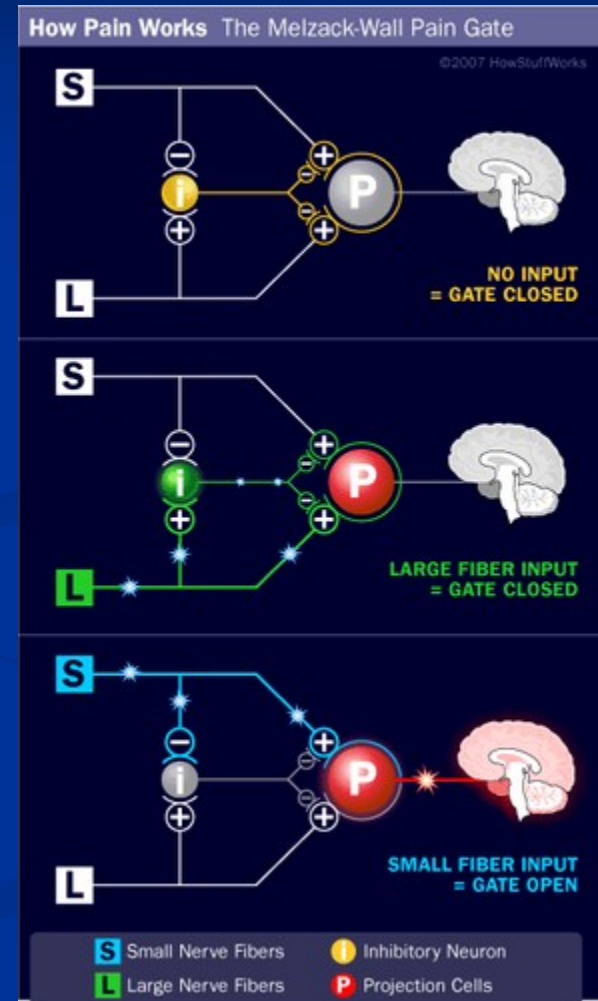 How Pain Works The Melzack-Wall Pain Gate
©2007 HowStuffWorks
S
−
+
i
−
P
−
+
+
L
NO INPUT
= GATE CLOSED
S
−
+
i
−
P
−
+
+
L
LARGE FIBER INPUT
= GATE CLOSED
S
−
+
i
−
P
−
+
+
L
SMALL FIBER INPUT
= GATE OPEN
S Small Nerve Fibers
i Inhibitory Neuron
L Large Nerve Fibers
P Projection Cells